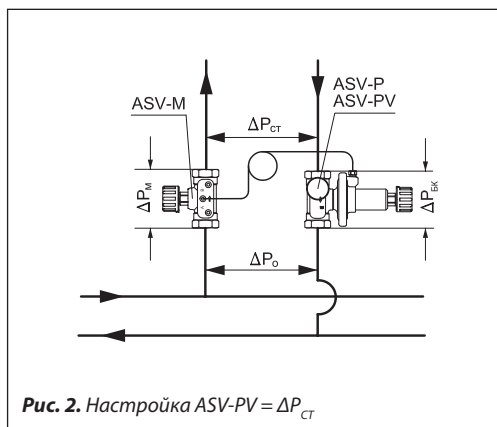 ASV-P
ASV-PV
ASV-M
ΔPст
ΔPм
ΔPБК
ΔPо
Рис. 2. Настройка ASV-PV = ΔPСТ